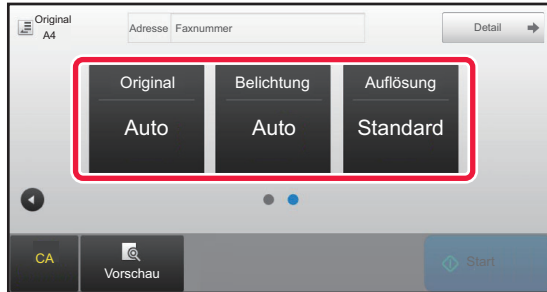 Original
A4
Adresse Faxnummer
Detail
Original Belichtung Auflösung
Auto Auto Standard
CA
Vorschau
Start